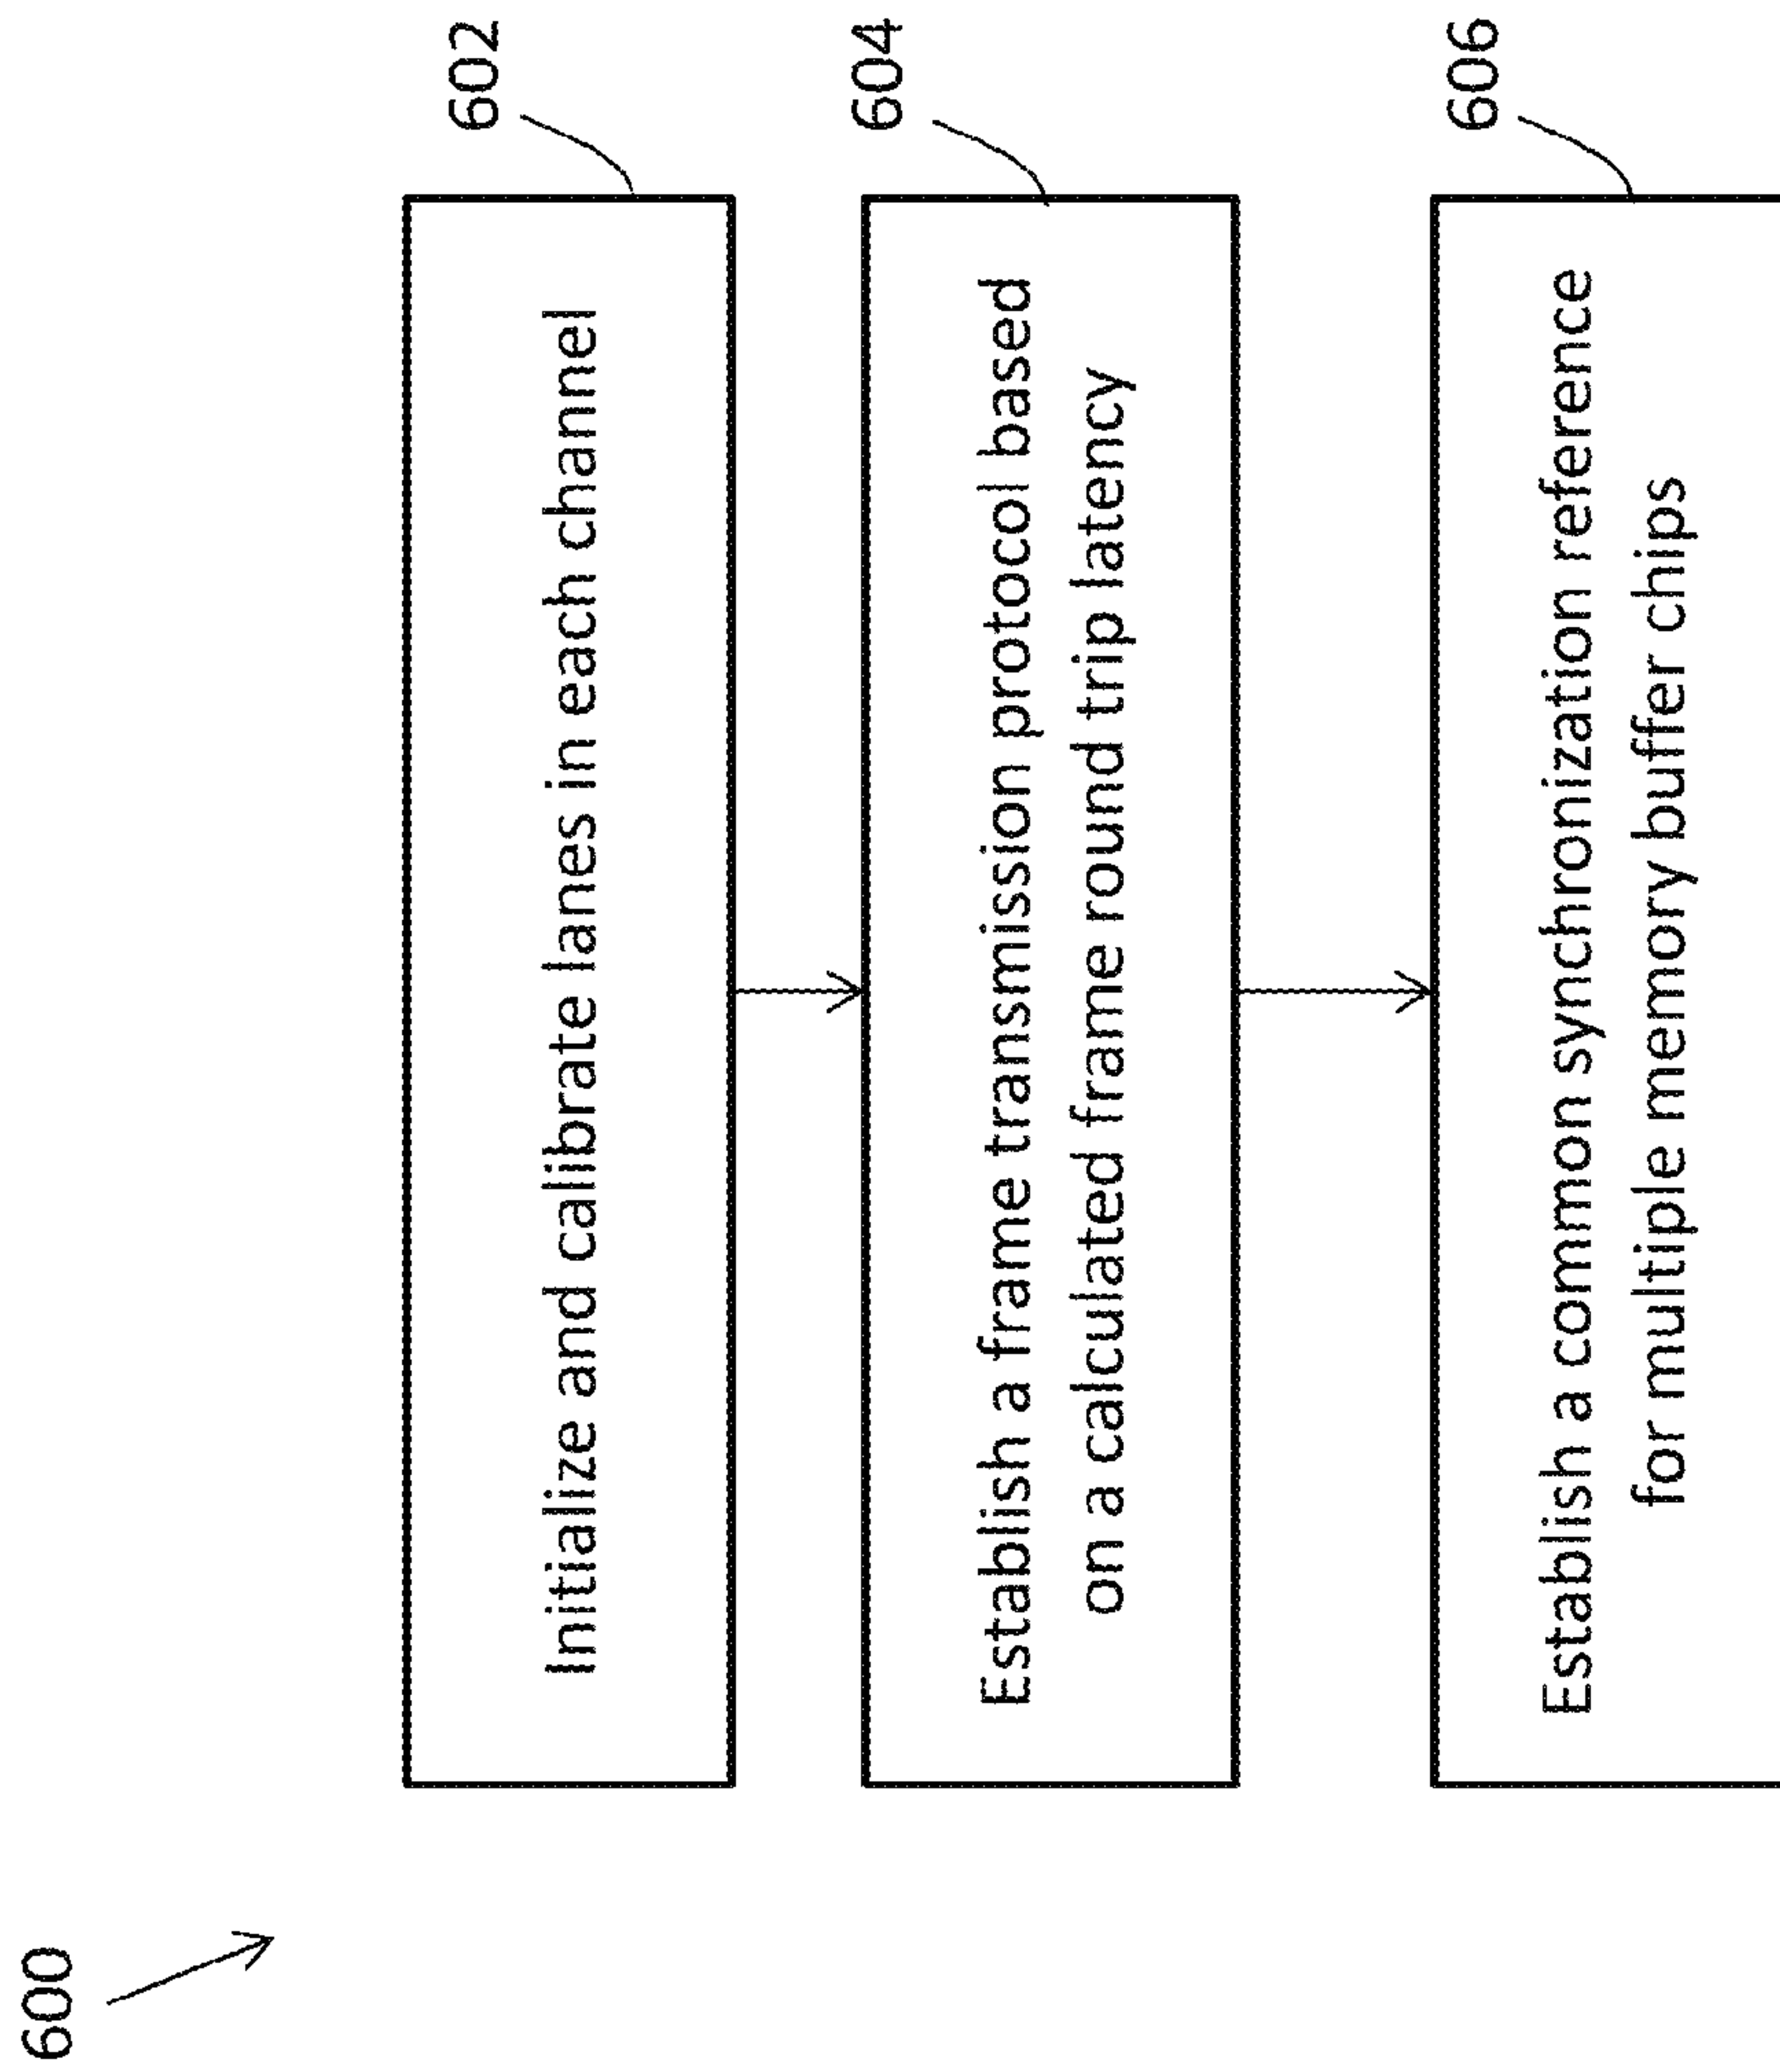 600
602
Initialize and calibrate lanes in each channel
604
Establish a frame transmission protocol based
on a calculated frame round trip latency
606
Establish a common synchronization reference
for multiple memory buffer chips